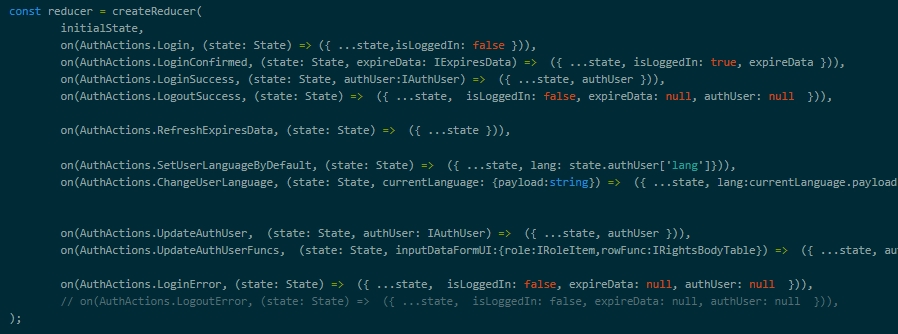 const reducer = createReducer(
initialState,
on(AuthActions.Login, (state: State) => ({ ...state,isLoggedIn: false })),
on(AuthActions.LoginConfirmed, (state: State, expireData: IExpiresData) => ({ ...state, isLoggedIn: true, expireData })),
on(AuthActions.LoginSuccess, (state: State, authUser:IAuthUser) => ({ ...state, authUser })),
on(AuthActions.LogoutSuccess, (state: State) => ({ ...state, isLoggedIn: false, expireData: null, authUser: null })),
on(AuthActions.RefreshExpiresData, (state: State) => ({ ...state })),
on(AuthActions.SetUserLanguageByDefault, (state: State) => ({ ...state, lang: state.authUser['lang']})),
on(AuthActions.ChangeUserLanguage, (state: State, currentLanguage: {payload:string}) => ({ ...state, lang:currentLanguage.payload
on(AuthActions.UpdateAuthUser, (state: State, authUser: IAuthUser) => ({ ...state, authUser })),
on(AuthActions.UpdateAuthUserFuncs, (state: State, inputDataFormUI:{role:IRoleItem,rowFunc:IRightsBodyTable}) => ({ ...state, au
on(AuthActions.LoginError, (state: State) => ({ ...state, isLoggedIn: false, expireData: null, authUser: null })),
// on(AuthActions.LogoutError, (state: State) => ({ ...state, isLoggedIn: false, expireData: null, authUser: null })),
);